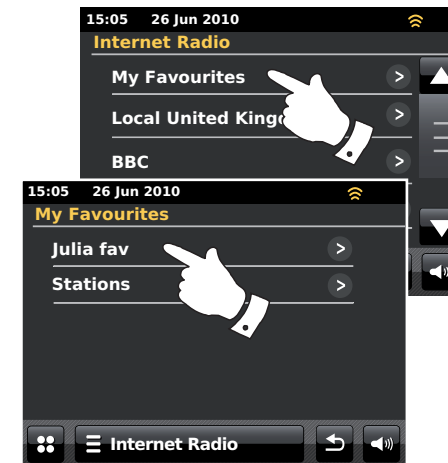 15:05 26 Jun 2010
Internet Radio
My Favourites
Local United King
BBC
15:05 26 Jun 2010
My Favourites
Julia fav
Stations
Internet Radio